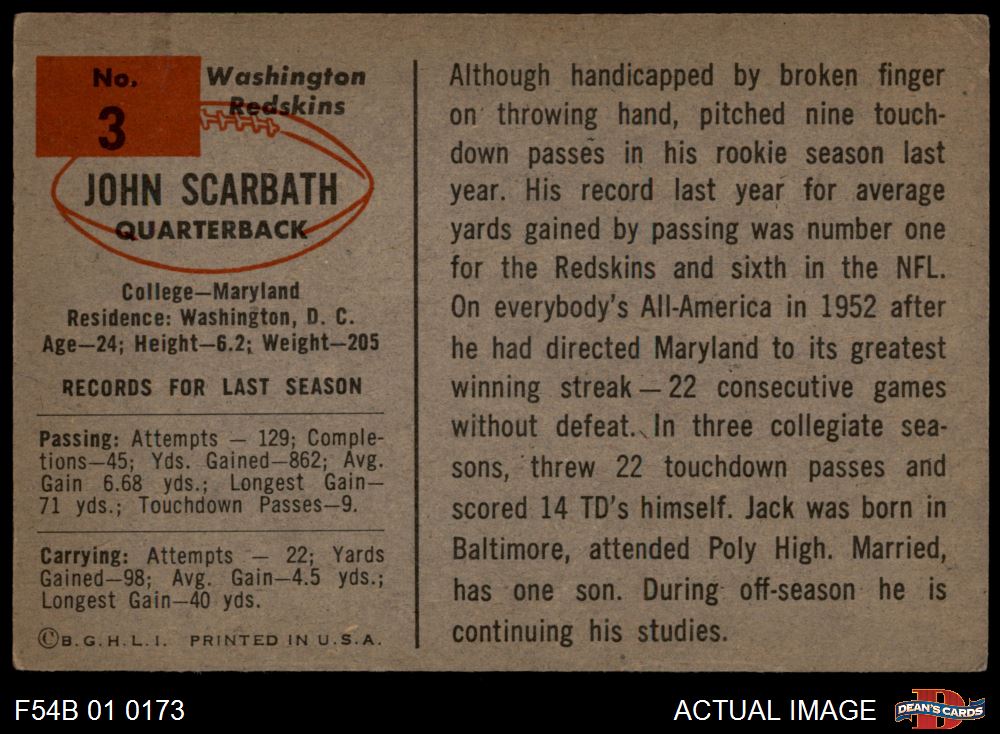 No.
3
Washington
Redskins
JOHN SCARBATH
QUARTERBACK
College—Maryland
Residence: Washington, D. C.
Age—24; Height—6.2; Weight—205
RECORDS FOR LAST SEASON
Passing: Attempts — 129; Comple-
tions—45; Yds. Gained—862; Avg.
Gain 6.68 yds.; Longest Gain—
71 yds.; Touchdown Passes—9.
Carrying: Attempts — 22; Yards
Gained—98; Avg. Gain—4.5 yds.;
Longest Gain—40 yds.
©B.G.H.L.I. PRINTED IN U.S.A.
Although handicapped by broken finger
on throwing hand, pitched nine touch-
down passes in his rookie season last
year. His record last year for average
yards gained by passing was number one
for the Redskins and sixth in the NFL.
On everybody's All-America in 1952 after
he had directed Maryland to its greatest
winning streak — 22 consecutive games
without defeat. In three collegiate sea-
sons, threw 22 touchdown passes and
scored 14 TD's himself. Jack was born in
Baltimore, attended Poly High. Married,
has one son. During off-season he is
continuing his studies.
F54B 01 0173
ACTUAL IMAGE
D
DEAN'S CARDS